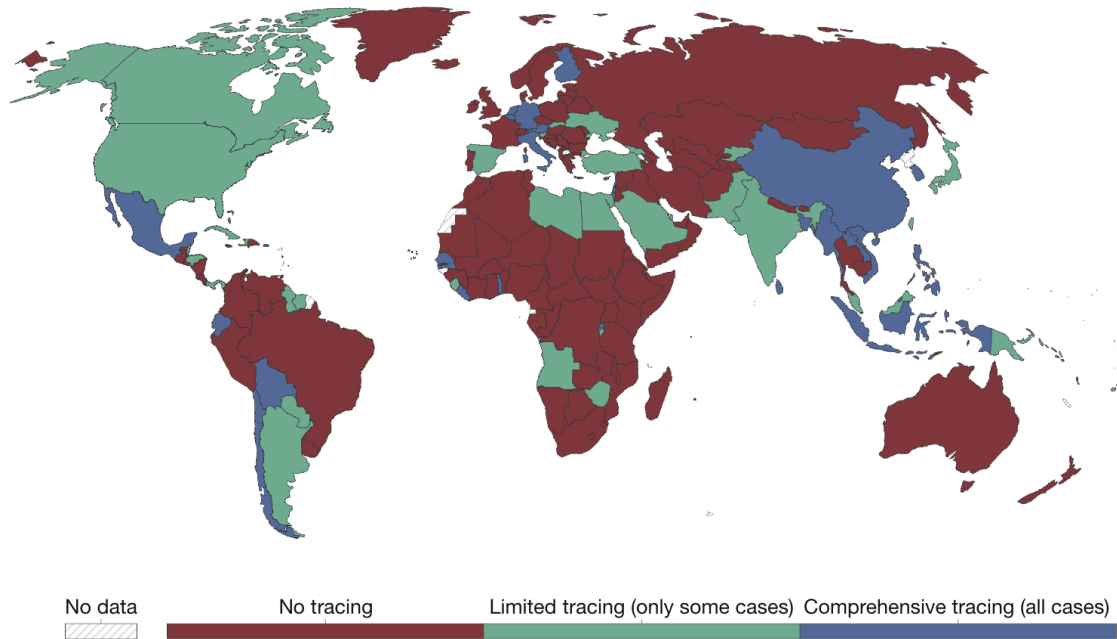 No data
No tracing
Limited tracing (only some cases)
Comprehensive tracing (all cases)